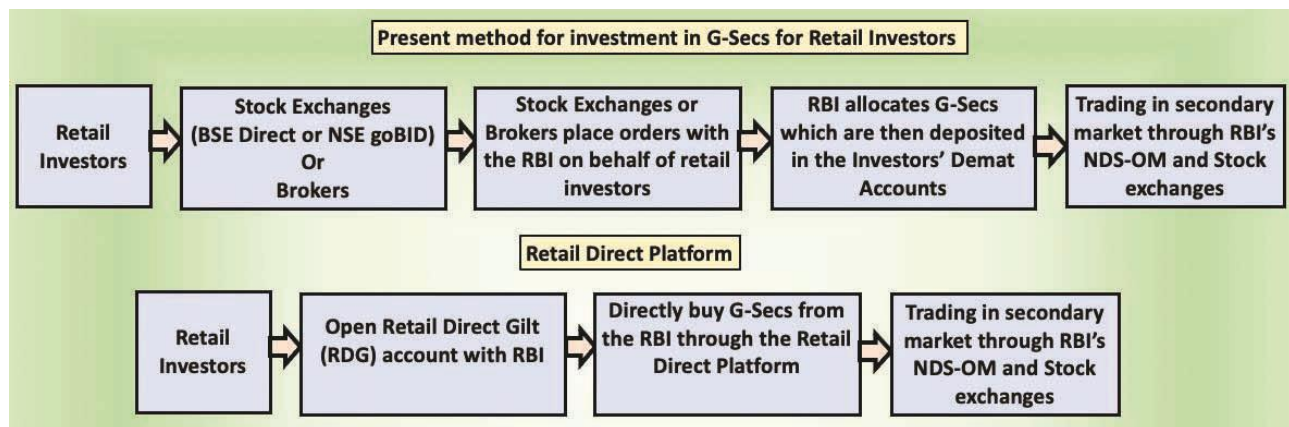 Present method for investment in G-Secs for Retail Investors
Retail
Investors
Stock Exchanges
(BSE Direct or NSE goBID)
Or
Brokers
Stock Exchanges or
Brokers place orders with
the RBI on behalf of retail
investors
RBI allocates G-Secs
which are then deposited
in the Investors' Demat
Accounts
Trading in secondary
market through RBI's
NDS-OM and Stock
exchanges
Retail Direct Platform
Retail
Investors
Open Retail Direct Gilt
(RDG) account with RBI
Directly buy G-Secs from
the RBI through the Retail
Direct Platform
Trading in secondary
market through RBI's
NDS-OM and Stock
exchanges